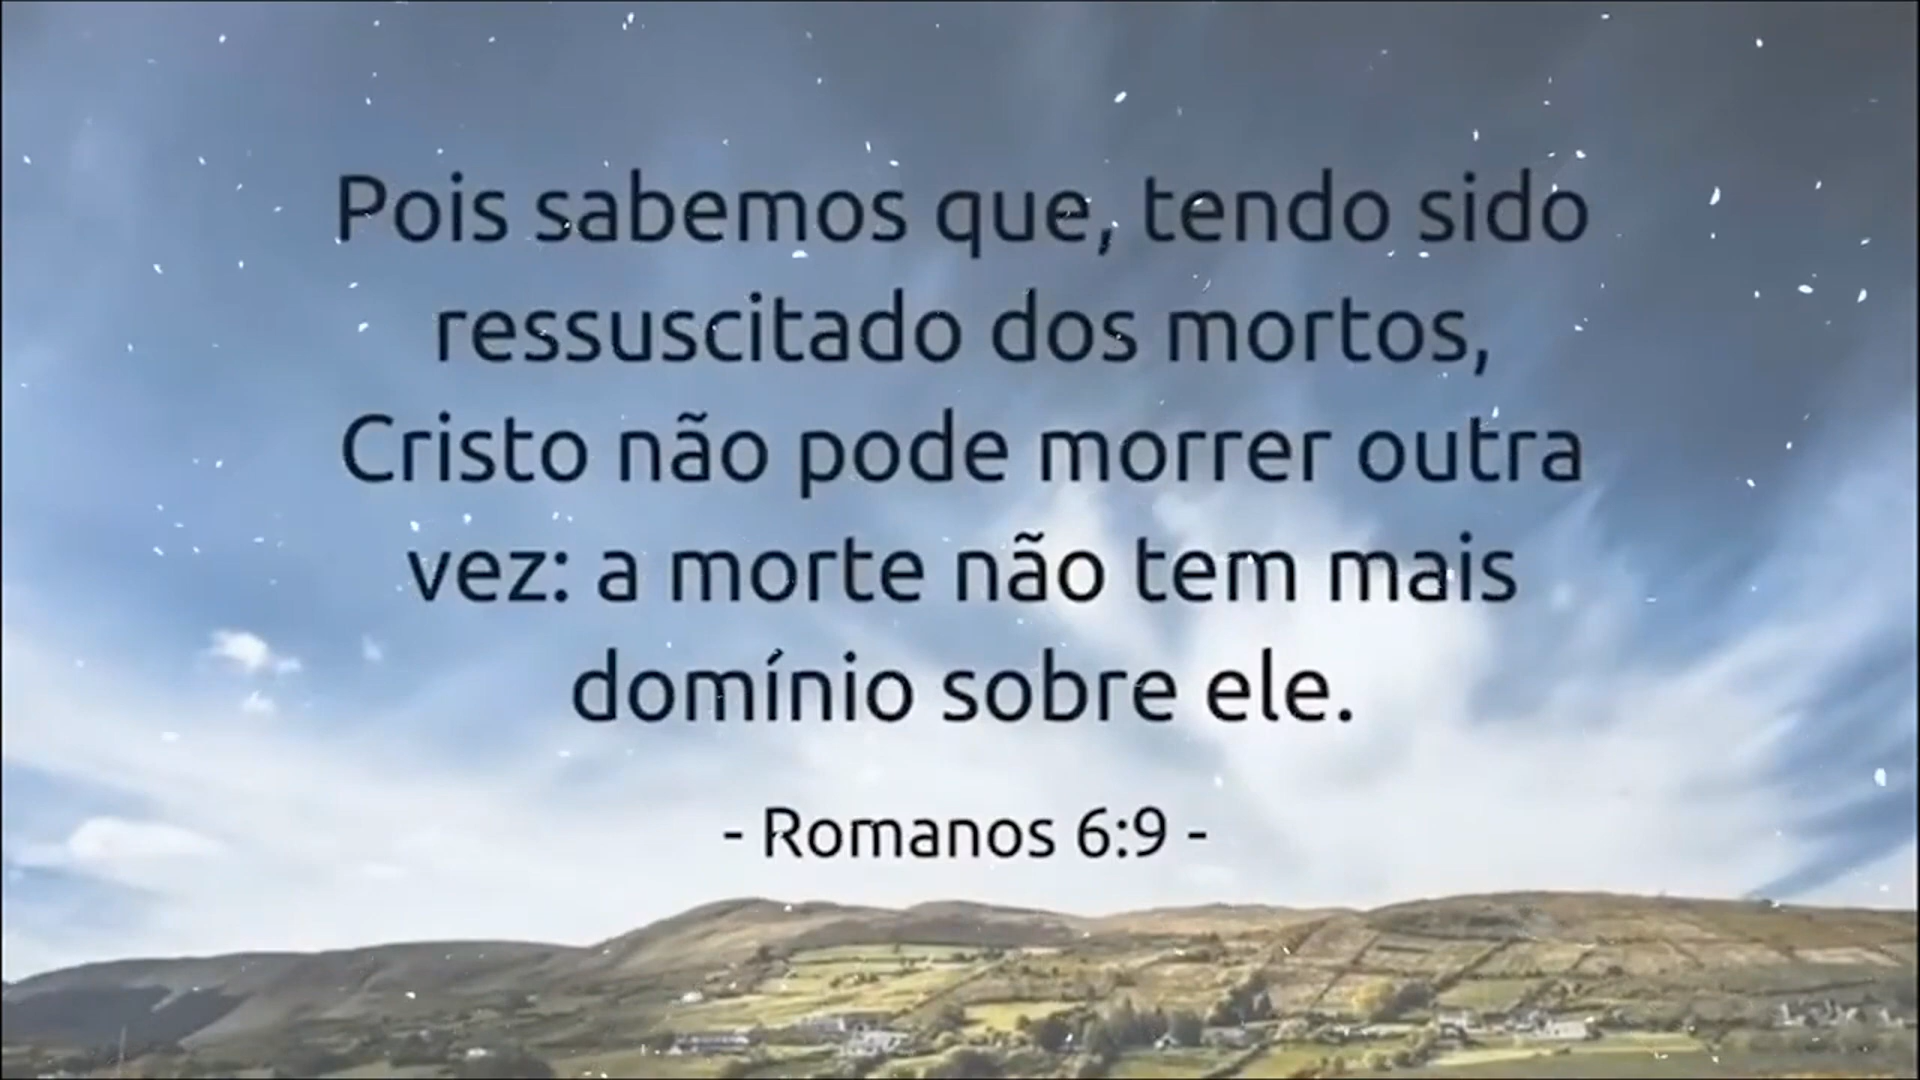 Pois sabemos que, tendo sido
ressuscitado dos mortos,
Cristo não pode morrer outra
vez: a morte não tem mais
domínio sobre ele.
- Romanos 6:9 -